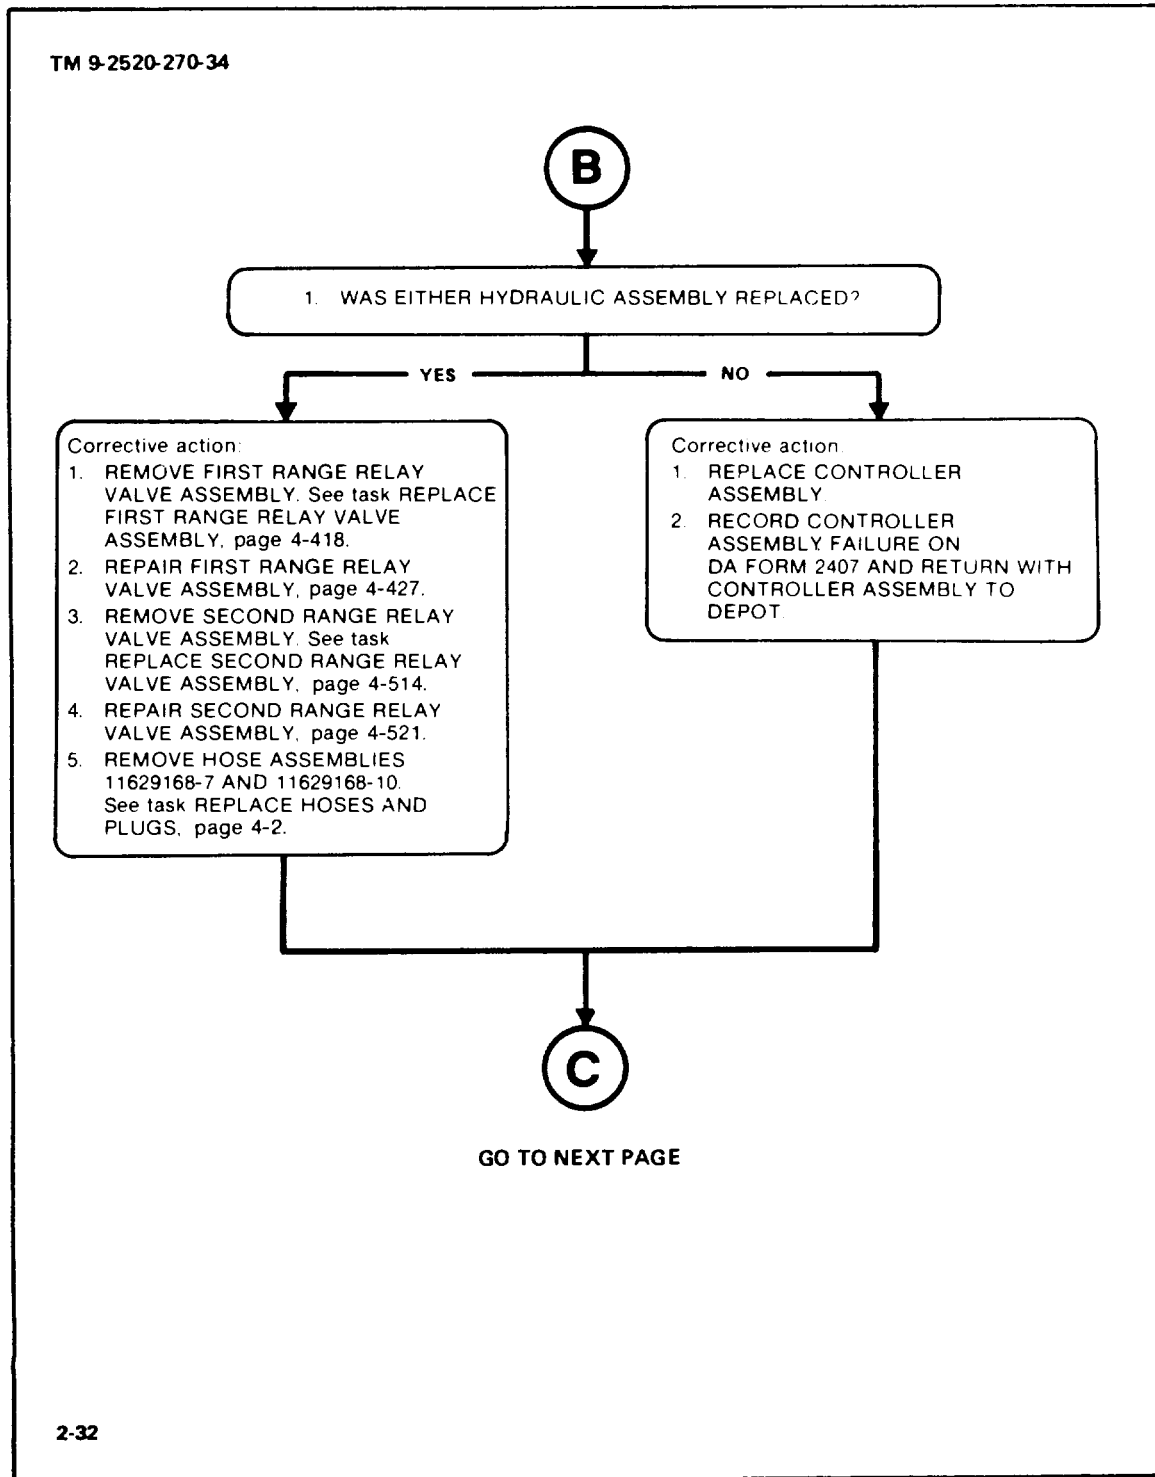 TM 9-2520-270-34
B
1. WAS EITHER HYDRAULIC ASSEMBLY REPLACED?
YES
NO
Corrective action:
1. REMOVE FIRST RANGE RELAY
VALVE ASSEMBLY. See task REPLACE
FIRST RANGE RELAY VALVE
ASSEMBLY, page 4-418.
2. REPAIR FIRST RANGE RELAY
VALVE ASSEMBLY, page 4-427.
3. REMOVE SECOND RANGE RELAY
VALVE ASSEMBLY. See task
REPLACE SECOND RANGE RELAY
VALVE ASSEMBLY, page 4-514.
4. REPAIR SECOND RANGE RELAY
VALVE ASSEMBLY, page 4-521.
5. REMOVE HOSE ASSEMBLIES
11629168-7 AND 11629168-10.
See task REPLACE HOSES AND
PLUGS, page 4-2.
Corrective action:
1. REPLACE CONTROLLER
ASSEMBLY.
2. RECORD CONTROLLER
ASSEMBLY FAILURE ON
DA FORM 2407 AND RETURN WITH
CONTROLLER ASSEMBLY TO
DEPOT.
C
GO TO NEXT PAGE
2-32